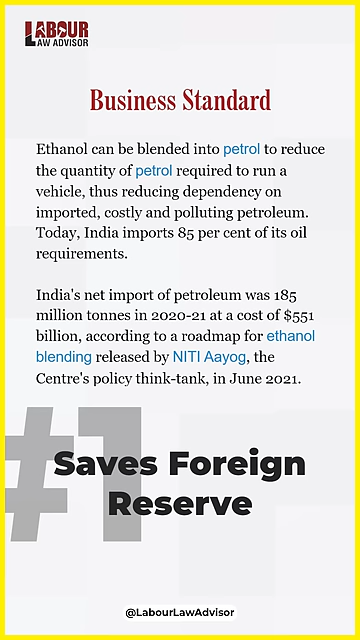 LABOUR
LAW ADVISOR
Business Standard
Ethanol can be blended into petrol to reduce
the quantity of petrol required to run a
vehicle, thus reducing dependency on
imported, costly and polluting petroleum.
Today, India imports 85 per cent of its oil
requirements.
India's net import of petroleum was 185
million tonnes in 2020-21 at a cost of $551
billion, according to a roadmap for ethanol
blending released by NITI Aayog, the
Centre's policy think-tank, in June 2021.
#1
Saves Foreign
Reserve
@LabourLawAdvisor